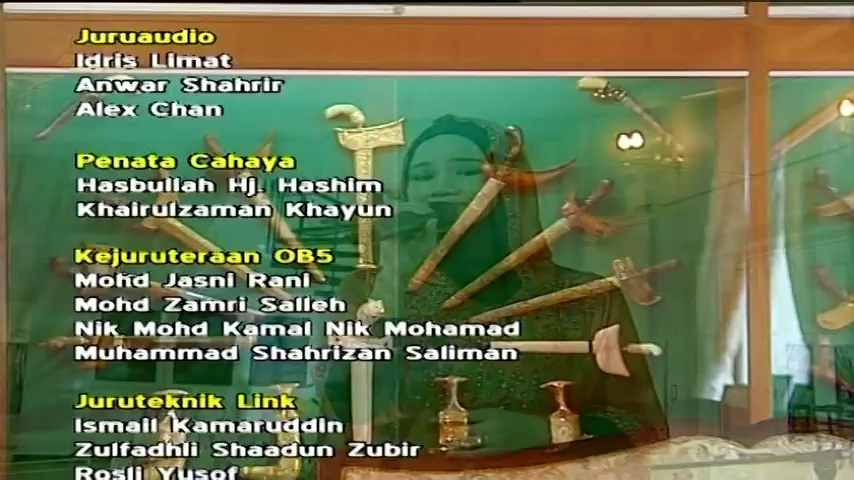 Juruaudio
Idris Limat
Anwar Shahrir
Alex Chan
Penata Cahaya
Hasbullah Hj. Hashim
Khairulzaman Khayun
Kejuruteraan OB5
Mohd Jasni Rani
Mohd Zamri Salleh
Nik Mohd Kamal Nik Mohamad
Muhammad Shahrizan Saliman
Juruteknik Link
Ismail Kamaruddin
Zulfadhli Shaadun Zubir
Rosli Yusof